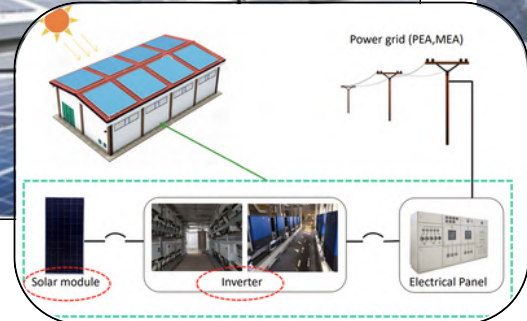 Power grid (PEA,MEA)
Solar module
Inverter
Electrical Panel